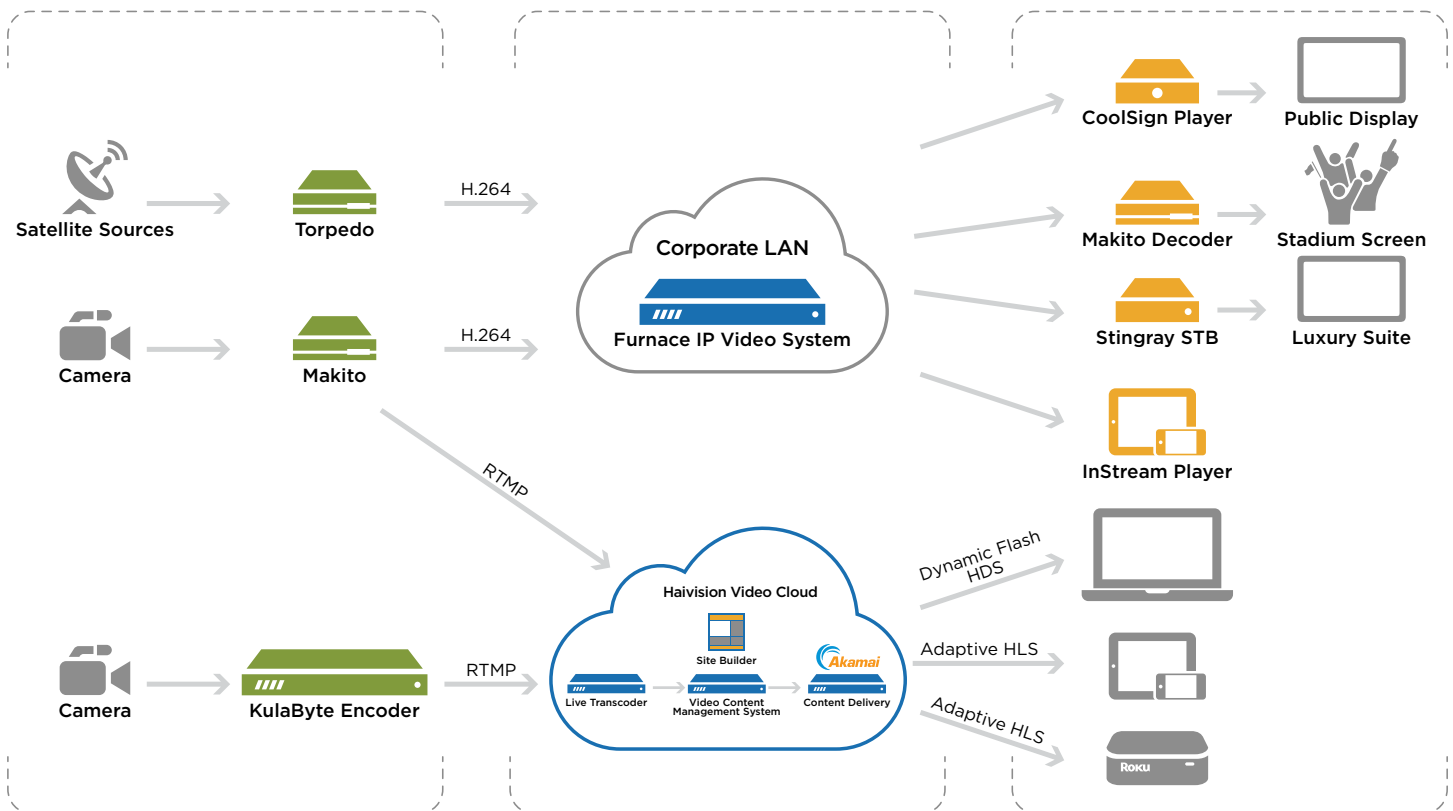 Satellite Sources
Torpedo
H.264
Camera
Makito
H.264
RTMP
Camera
KulaByte Encoder
RTMP
Corporate LAN
Furnace IP Video System
Haivision Video Cloud
Site Builder
Akamai
Live Transcoder
Video Content
Management System
Content Delivery
CoolSign Player
Public Display
Makito Decoder
Stadium Screen
Stingray STB
Luxury Suite
InStream Player
Dynamic Flash
HDS
Adaptive HLS
Adaptive HLS
Roku